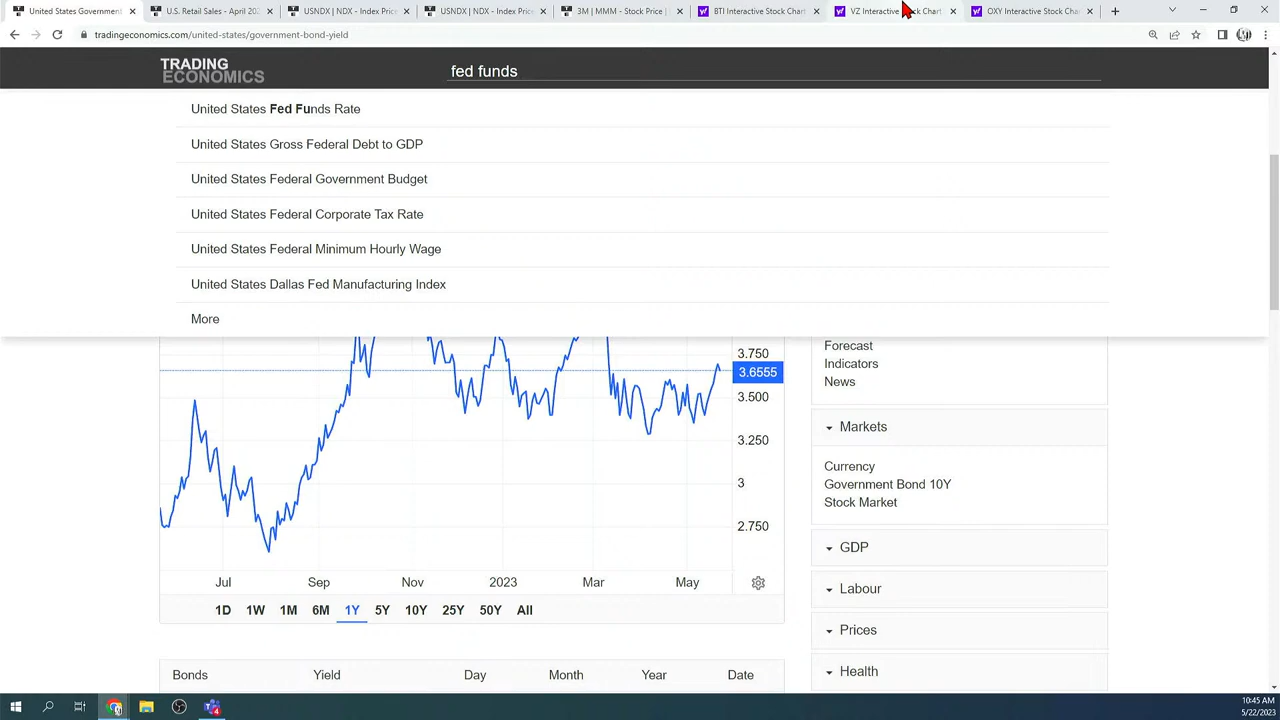 United States Government
U.S. Retail Sales - April 202
USNDX | NDX - Index Price
USNDX | NDX - Index Price
3M | MMM - Stock Price |
BTI Interactive Stock Chart
VZ Interactive Stock Chart
OXY Interactive Stock Chart
tradingeconomics.com/united-states/government-bond-yield
TRADING
ECONOMICS
fed funds
United States Fed Funds Rate
United States Gross Federal Debt to GDP
United States Federal Government Budget
United States Federal Corporate Tax Rate
United States Federal Minimum Hourly Wage
United States Dallas Fed Manufacturing Index
More
3.750
3.6555
3.500
3.250
3
2.750
Jul Sep Nov 2023 Mar May
1D 1W 1M 6M 1Y 5Y 10Y 25Y 50Y All
Bonds Yield Day Month Year Date
Forecast
Indicators
News
Markets
Currency
Government Bond 10Y
Stock Market
GDP
Labour
Prices
Health
10:45 AM
5/22/2023